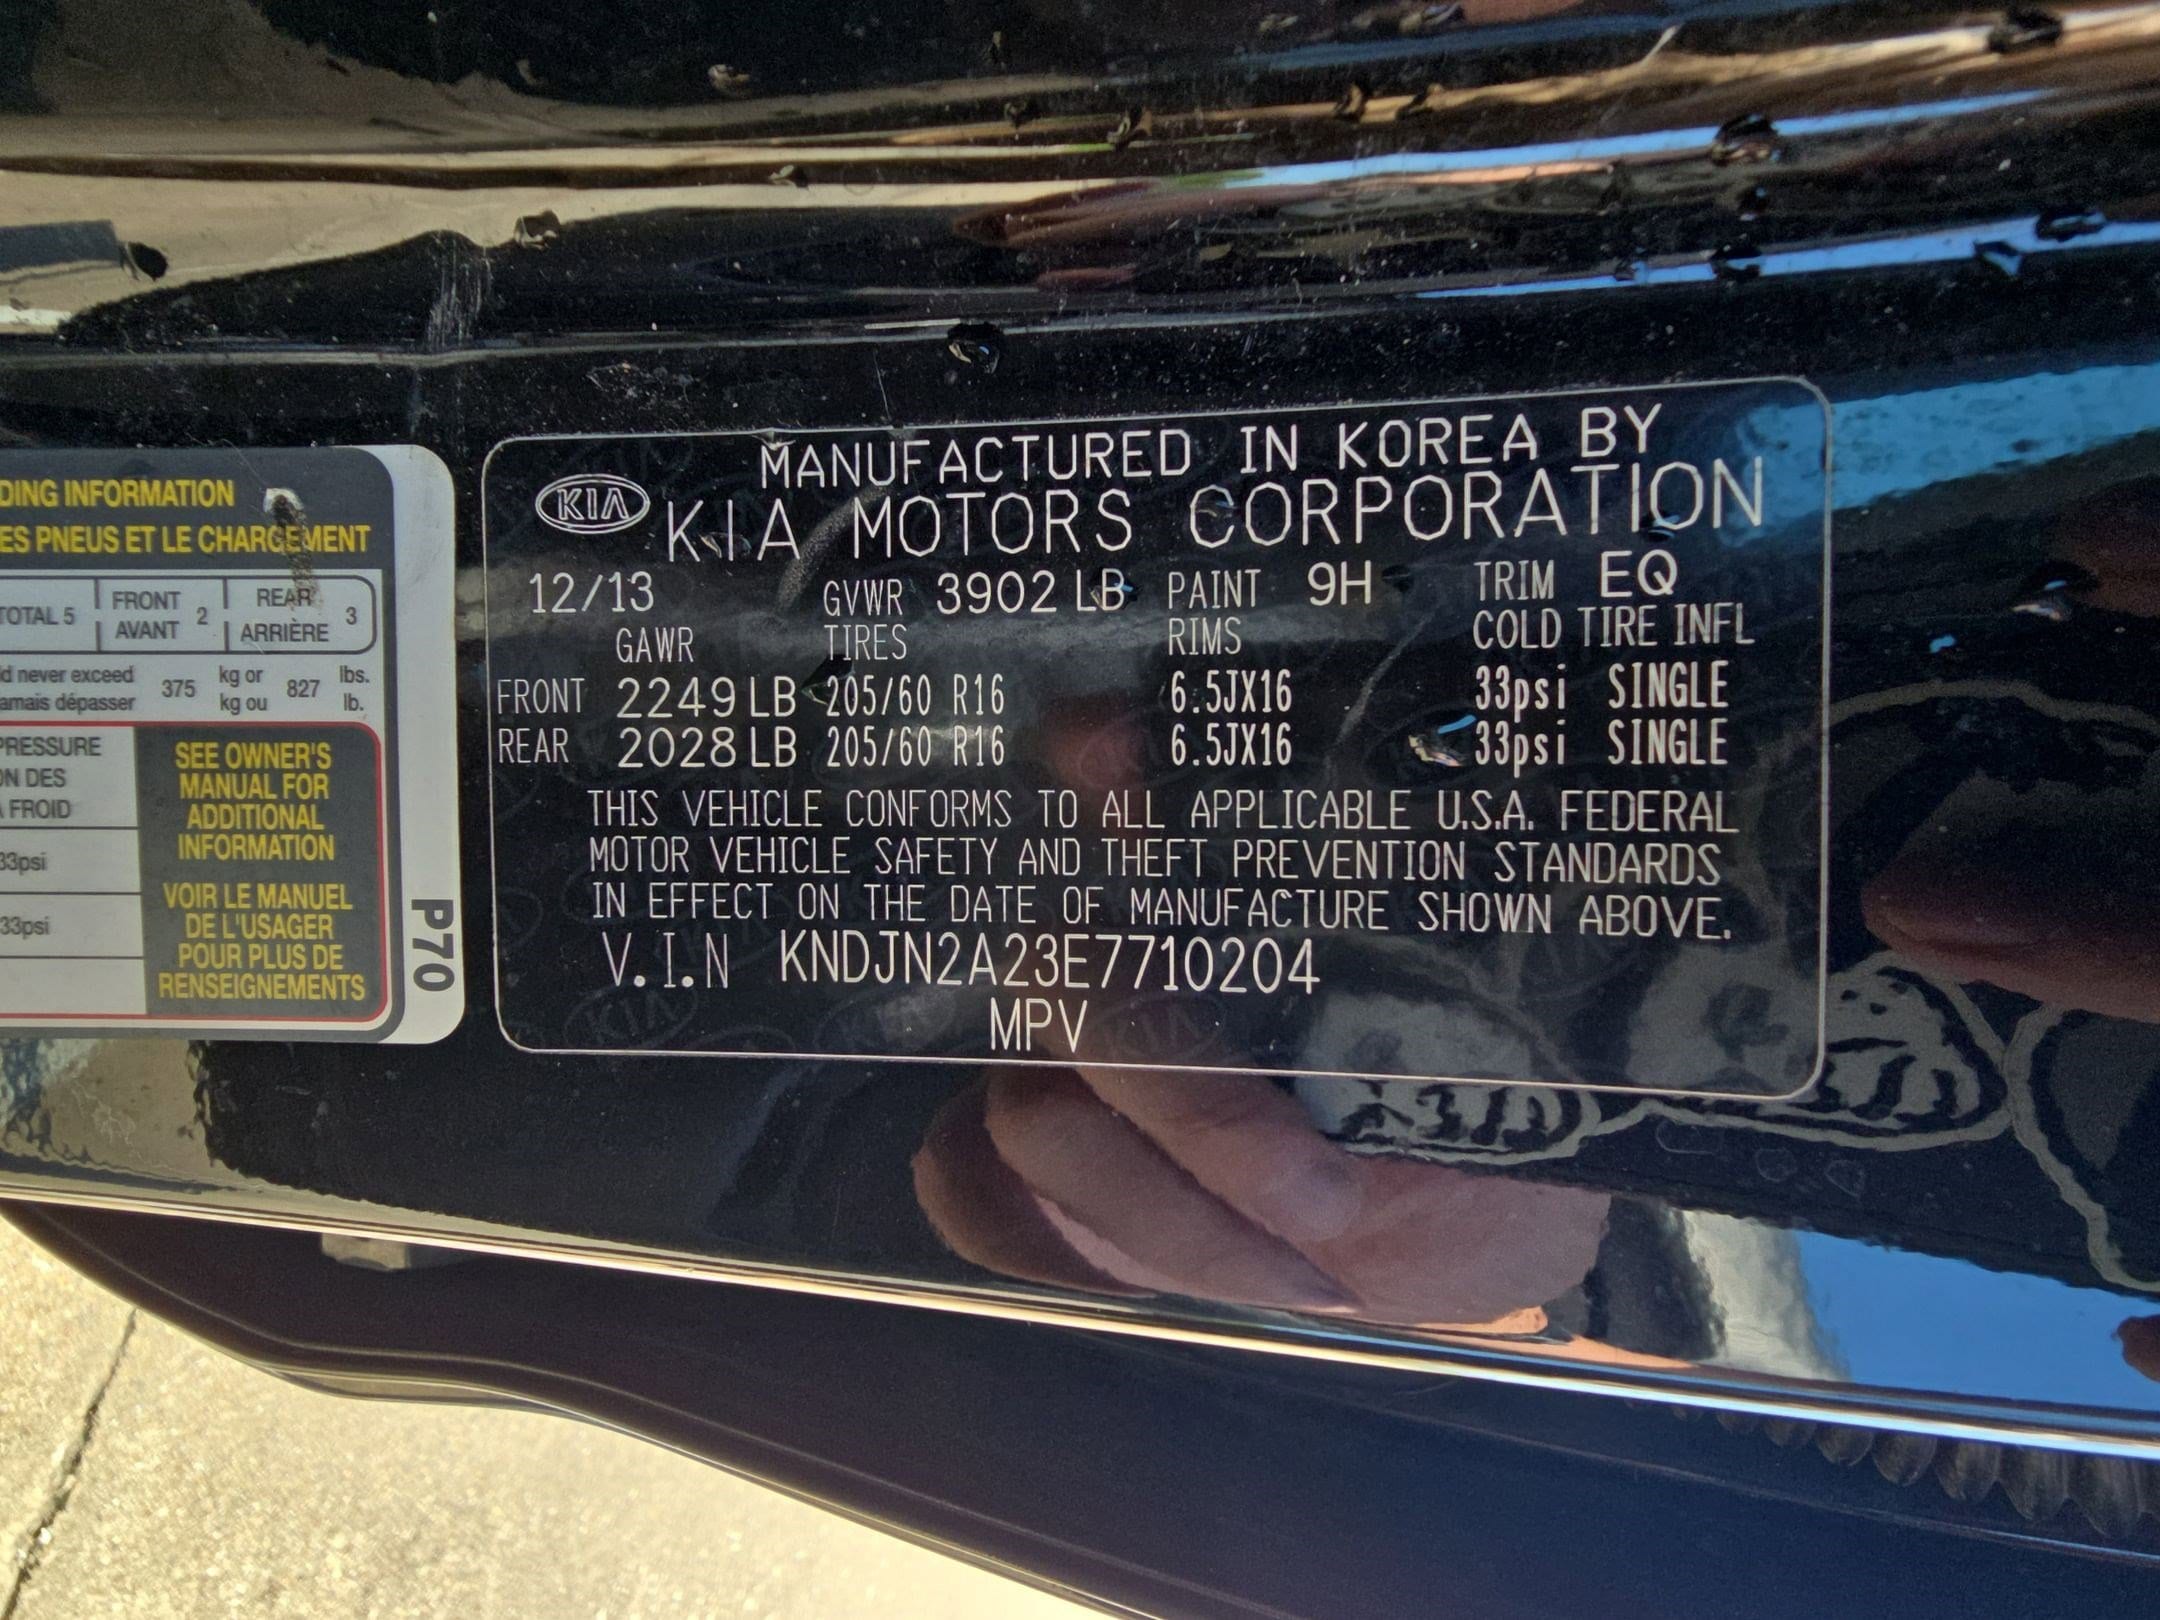 DING INFORMATION
ES PNEUS ET LE CHARGEMENT
TOTAL 5 FRONT AVANT 2 REAR ARRIÈRE 3
never exceed 375 kg or 827 lbs.
jamais dépasser kg ou lb.
PRESSURE
ON DES
FROID
33psi
33psi
SEE OWNER'S
MANUAL FOR
ADDITIONAL
INFORMATION
VOIR LE MANUEL
DE L'USAGER
POUR PLUS DE
RENSEIGNEMENTS
P70
MANUFACTURED IN KOREA BY
KIA KIA MOTORS CORPORATION
12/13 GVWR 3902 LB PAINT 9H TRIM EQ
GAWR TIRES RIMS COLD TIRE INFL
FRONT 2249 LB 205/60 R16 6.5JX16 33psi SINGLE
REAR 2028 LB 205/60 R16 6.5JX16 33psi SINGLE
THIS VEHICLE CONFORMS TO ALL APPLICABLE U.S.A. FEDERAL
MOTOR VEHICLE SAFETY AND THEFT PREVENTION STANDARDS
IN EFFECT ON THE DATE OF MANUFACTURE SHOWN ABOVE.
V.I.N KNDJN2A23E7710204
MPV